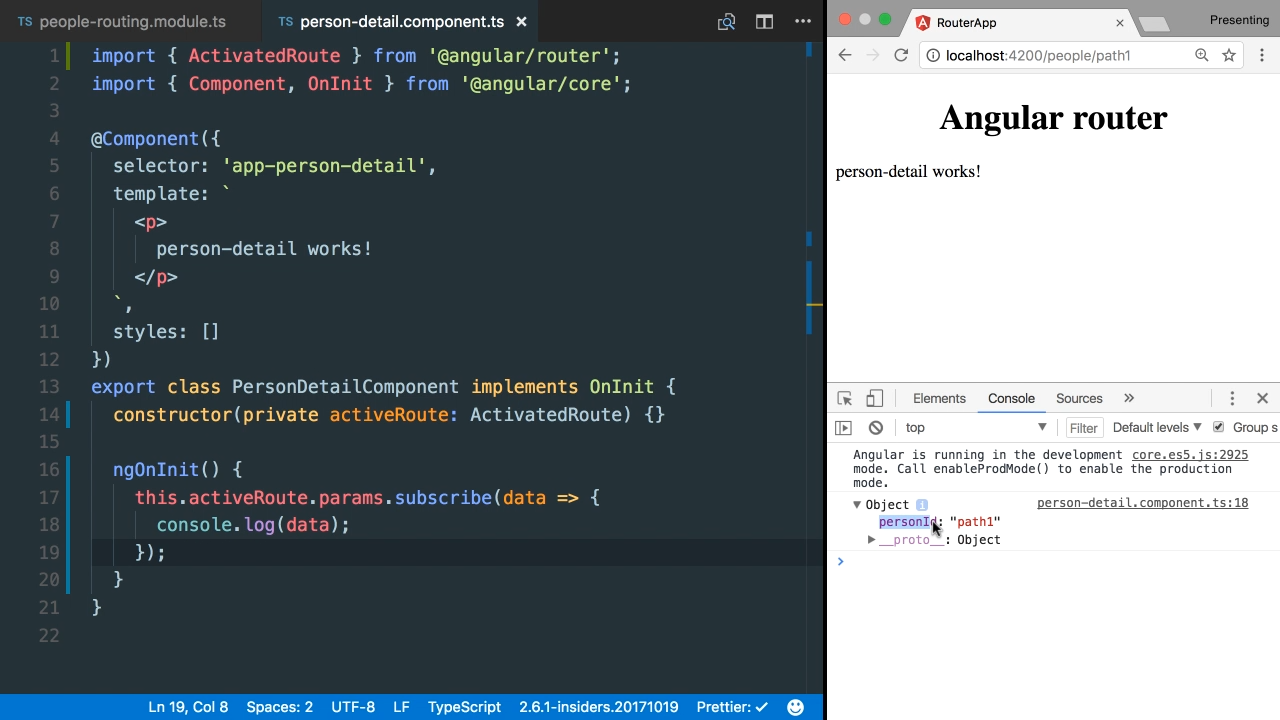 TS people-routing.module.ts
TS person-detail.component.ts ×
1 import { ActivatedRoute } from '@angular/router';
2 import { Component, OnInit } from '@angular/core';
3
4 @Component({
5 selector: 'app-person-detail',
6 template: `
7 <p>
8 person-detail works!
9 </p>
10 `,
11 styles: []
12 })
13 export class PersonDetailComponent implements OnInit {
14 constructor(private activeRoute: ActivatedRoute) {}
15
16 ngOnInit() {
17 this.activeRoute.params.subscribe(data => {
18 console.log(data);
19 });
20 }
21 }
22
Ln 19, Col 8 Spaces: 2 UTF-8 LF TypeScript 2.6.1-insiders.20171019 Prettier: ✓
RouterApp ×
Presenting
localhost:4200/people/path1
Angular router
person-detail works!
Elements Console Sources »
top Filter Default levels ▼ Group s
Angular is running in the development core.es5.js:2925
mode. Call enableProdMode() to enable the production
mode.
▼ Object i person-detail.component.ts:18
personId: "path1"
▶ __proto__: Object